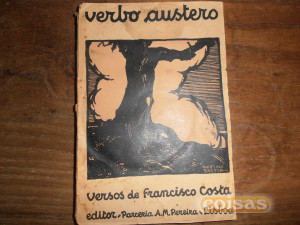 verbo austero
versos de Francisco Costa
editor - Parceria A.M. Pereira - Lisboa
coisas